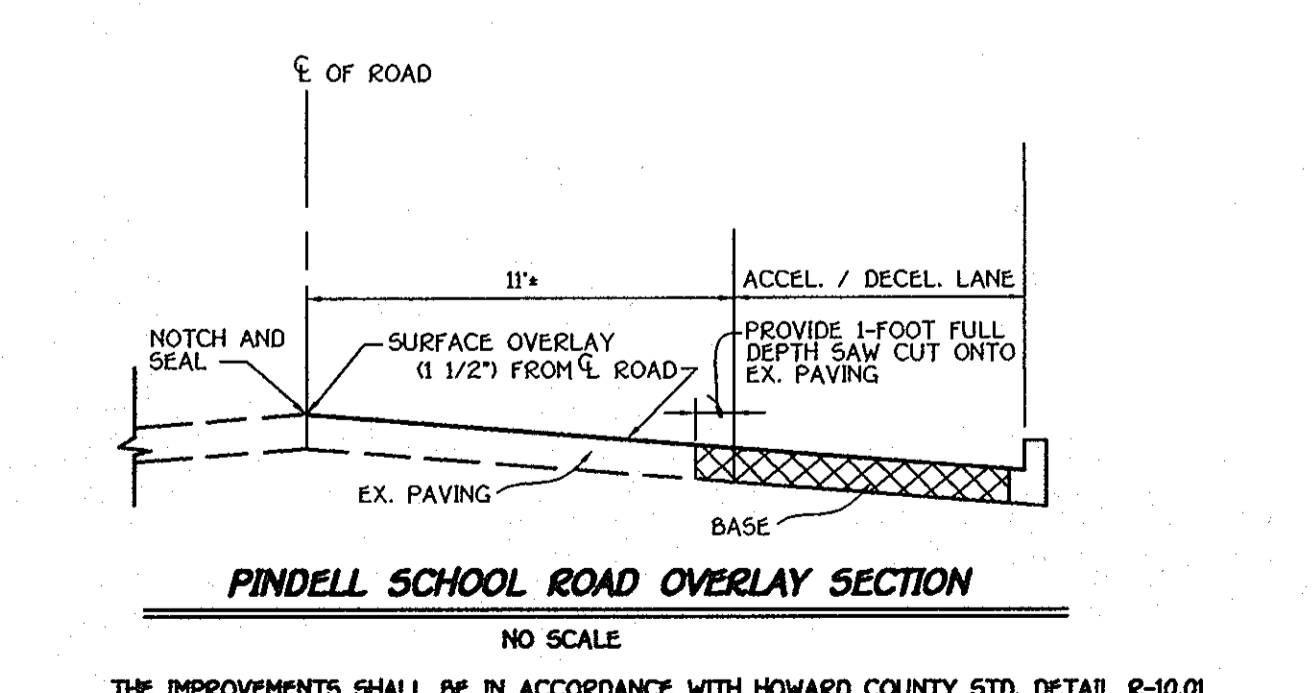 ℄ OF ROAD
11'±
ACCEL. / DECEL. LANE
NOTCH AND
SEAL
SURFACE OVERLAY
(1 1/2") FROM ℄ ROAD
PROVIDE 1-FOOT FULL
DEPTH SAW CUT ONTO
EX. PAVING
EX. PAVING
BASE
PINDELL SCHOOL ROAD OVERLAY SECTION
NO SCALE
THE IMPROVEMENTS SHALL BE IN ACCORDANCE WITH HOWARD COUNTY STD. DETAIL R-10.01